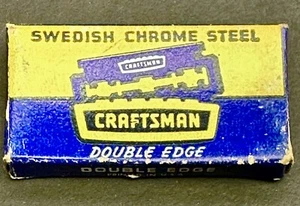 SWEDISH CHROME STEEL
CRAFTSMAN
CRAFTSMAN
DOUBLE EDGE
DOUBLE EDGE